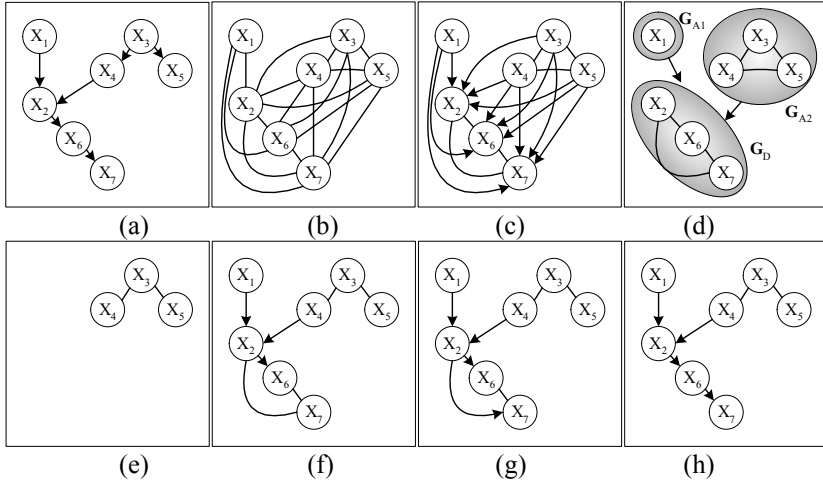 X1 X3 X4 X5 X2 X6 X7
X1 X3 X4 X5 X2 X6 X7
X1 X3 X4 X5 X2 X6 X7
X1 GA1 X3 X4 X5 X2 GA2 X6 GD X7
(a) (b) (c) (d)
X3 X4 X5
X1 X3 X4 X5 X2 X6 X7
X1 X3 X4 X5 X2 X6 X7
X1 X3 X4 X5 X2 X6 X7
(e) (f) (g) (h)